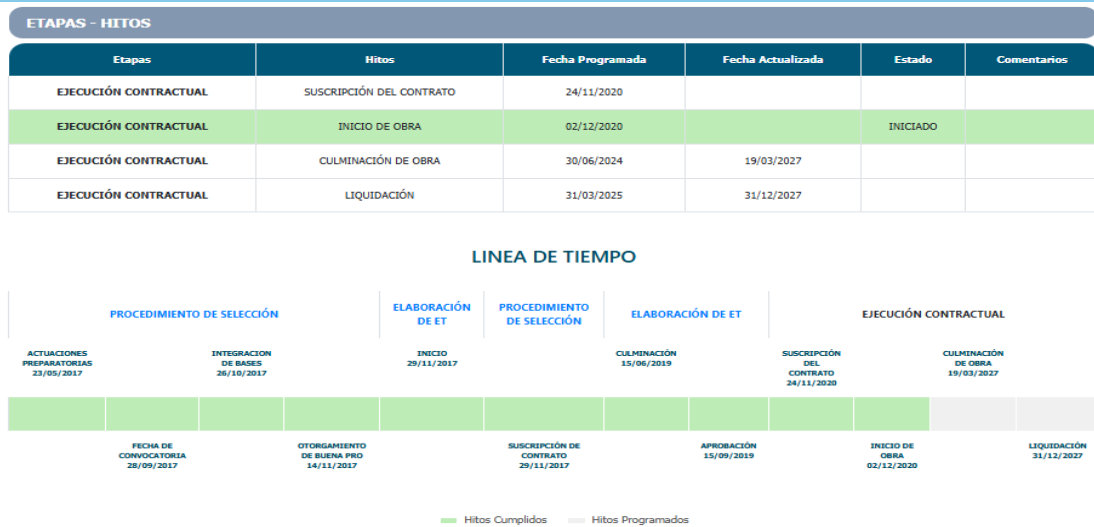 ETAPAS - HITOS
Etapas Hitos Fecha Programada Fecha Actualizada Estado Comentarios
EJECUCIÓN CONTRACTUAL SUSCRIPCIÓN DEL CONTRATO 24/11/2020
EJECUCIÓN CONTRACTUAL INICIO DE OBRA 02/12/2020 INICIADO
EJECUCIÓN CONTRACTUAL CULMINACIÓN DE OBRA 30/06/2024 19/03/2027
EJECUCIÓN CONTRACTUAL LIQUIDACIÓN 31/03/2025 31/12/2027
LINEA DE TIEMPO
PROCEDIMIENTO DE SELECCIÓN
ELABORACIÓN
DE ET
PROCEDIMIENTO
DE SELECCIÓN
ELABORACIÓN DE ET
EJECUCIÓN CONTRACTUAL
ACTUACIONES
PREPARATORIAS
23/05/2017
INTEGRACION
DE BASES
26/10/2017
INICIO
29/11/2017
CULMINACIÓN
15/06/2019
SUSCRIPCIÓN
DEL
CONTRATO
24/11/2020
CULMINACIÓN
DE OBRA
19/03/2027
FECHA DE
CONVOCATORIA
28/09/2017
OTORGAMIENTO
DE BUENA PRO
14/11/2017
SUSCRIPCIÓN DE
CONTRATO
29/11/2017
APROBACIÓN
15/09/2019
INICIO DE
OBRA
02/12/2020
LIQUIDACIÓN
31/12/2027
Hitos Cumplidos Hitos Programados